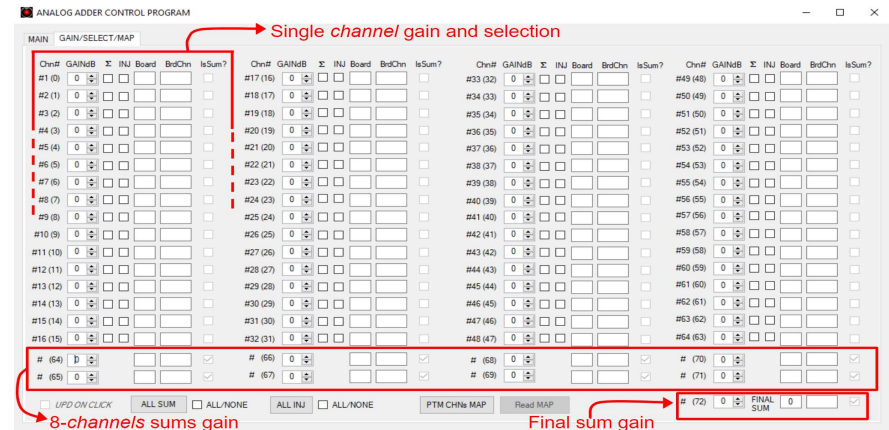 ANALOG ADDER CONTROL PROGRAM
Single channel gain and selection
MAIN GAIN/SELECT/MAP
Chn# GAINdB Σ INJ Board BrdChn IsSum? Chn# GAINdB Σ INJ Board BrdChn IsSum? Chn# GAINdB Σ INJ Board BrdChn IsSum? Chn# GAINdB Σ INJ Board BrdChn IsSum?
#1 (0) 0 #17 (16) 0 #33 (32) 0 #49 (48) 0
#2 (1) 0 #18 (17) 0 #34 (33) 0 #50 (49) 0
#3 (2) 0 #19 (18) 0 #35 (34) 0 #51 (50) 0
#4 (3) 0 #20 (19) 0 #36 (35) 0 #52 (51) 0
#5 (4) 0 #21 (20) 0 #37 (36) 0 #53 (52) 0
#6 (5) 0 #22 (21) 0 #38 (37) 0 #54 (53) 0
#7 (6) 0 #23 (22) 0 #39 (38) 0 #55 (54) 0
#8 (7) 0 #24 (23) 0 #40 (39) 0 #56 (55) 0
#9 (8) 0 #25 (24) 0 #41 (40) 0 #57 (56) 0
#10 (9) 0 #26 (25) 0 #42 (41) 0 #58 (57) 0
#11 (10) 0 #27 (26) 0 #43 (42) 0 #59 (58) 0
#12 (11) 0 #28 (27) 0 #44 (43) 0 #60 (59) 0
#13 (12) 0 #29 (28) 0 #45 (44) 0 #61 (60) 0
#14 (13) 0 #30 (29) 0 #46 (45) 0 #62 (61) 0
#15 (14) 0 #31 (30) 0 #47 (46) 0 #63 (62) 0
#16 (15) 0 #32 (31) 0 #48 (47) 0 #64 (63) 0
# (64) 0 # (66) 0 # (68) 0 # (70) 0
# (65) 0 # (67) 0 # (69) 0 # (71) 0
UPD ON CLICK ALL SUM ALL/NONE ALL INJ ALL/NONE PTM CHNs MAP Read MAP # (72) 0 FINAL SUM 0
8-channels sums gain Final sum gain